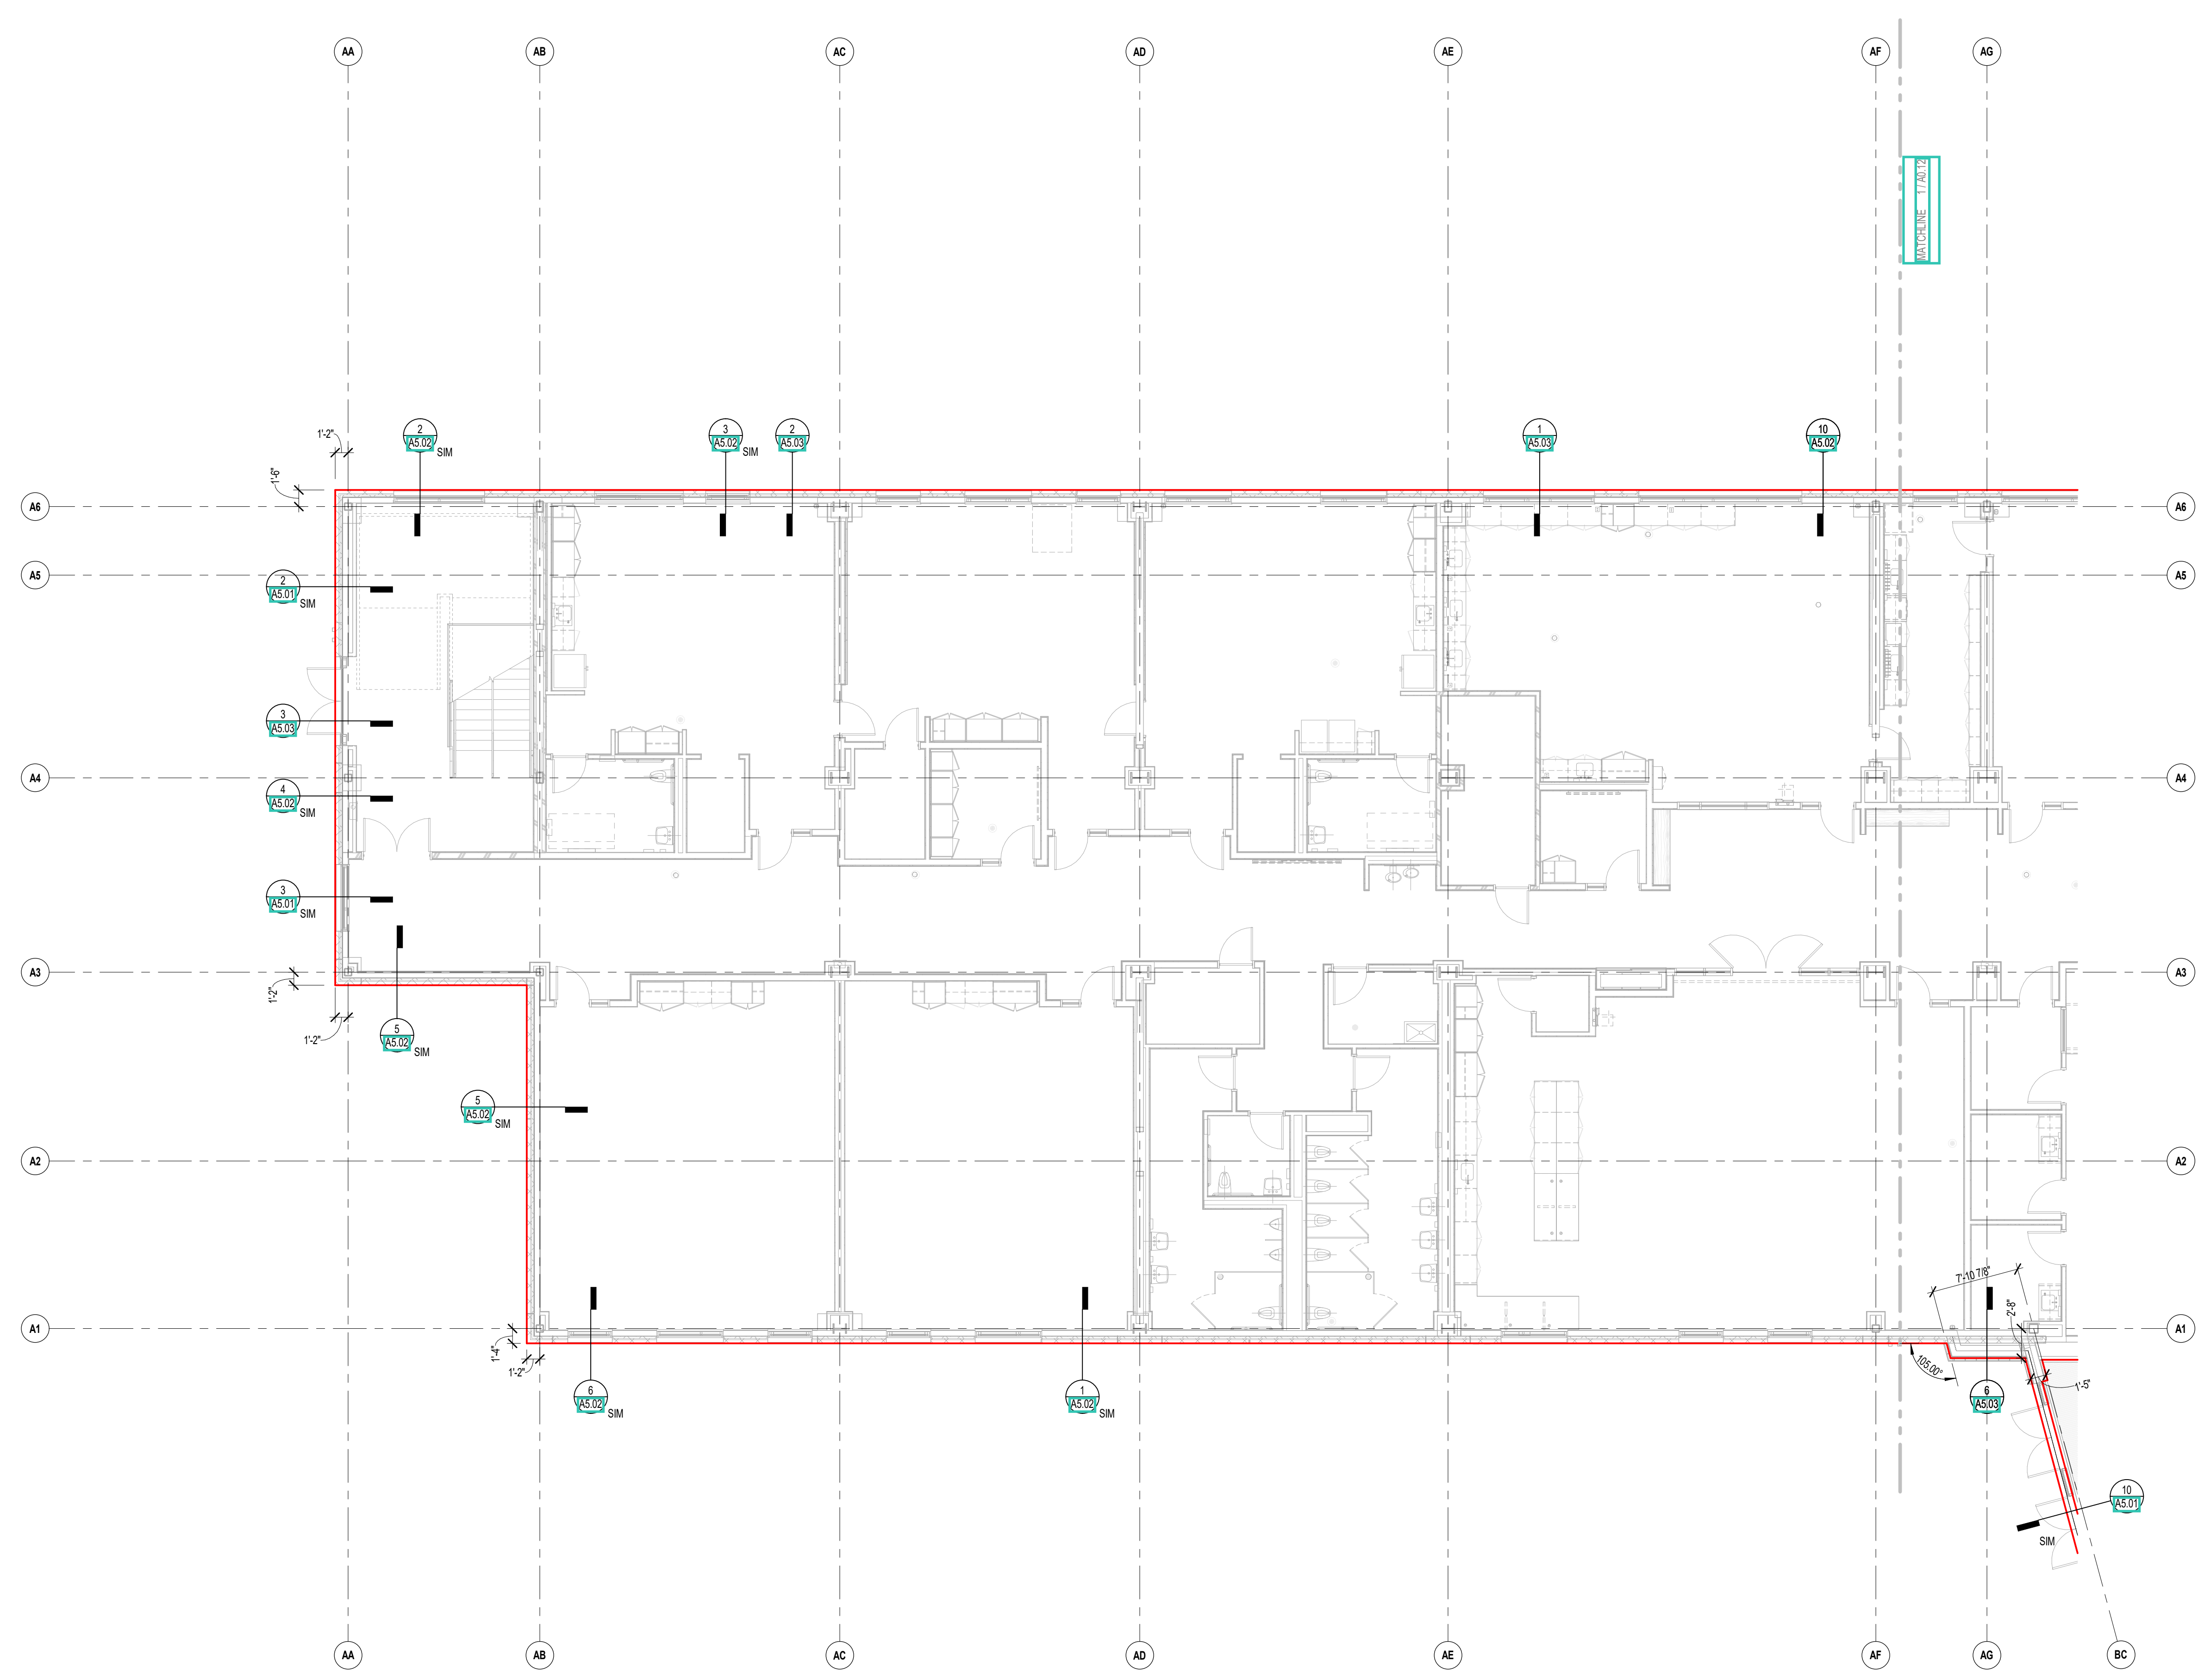 AA
AB
AC
AD
AE
AF
AG
MATCHLINE 1 / A0.12
2
A5.02
SIM
3
A5.02
SIM
2
A5.03
1
A5.03
10
A5.02
1'-2"
1'-6"
A6
A6
A5
A5
2
A5.01
SIM
3
A5.03
A4
A4
4
A5.02
SIM
3
A5.01
SIM
A3
A3
1'-2"
1'-2"
5
A5.02
SIM
5
A5.02
SIM
A2
A2
7'-10 7/8"
2'-8"
A1
A1
1'-4"
1'-2"
105.00°
1'-5"
6
A5.02
SIM
1
A5.02
SIM
6
A5.03
10
A5.01
SIM
AA
AB
AC
AD
AE
AF
AG
BC